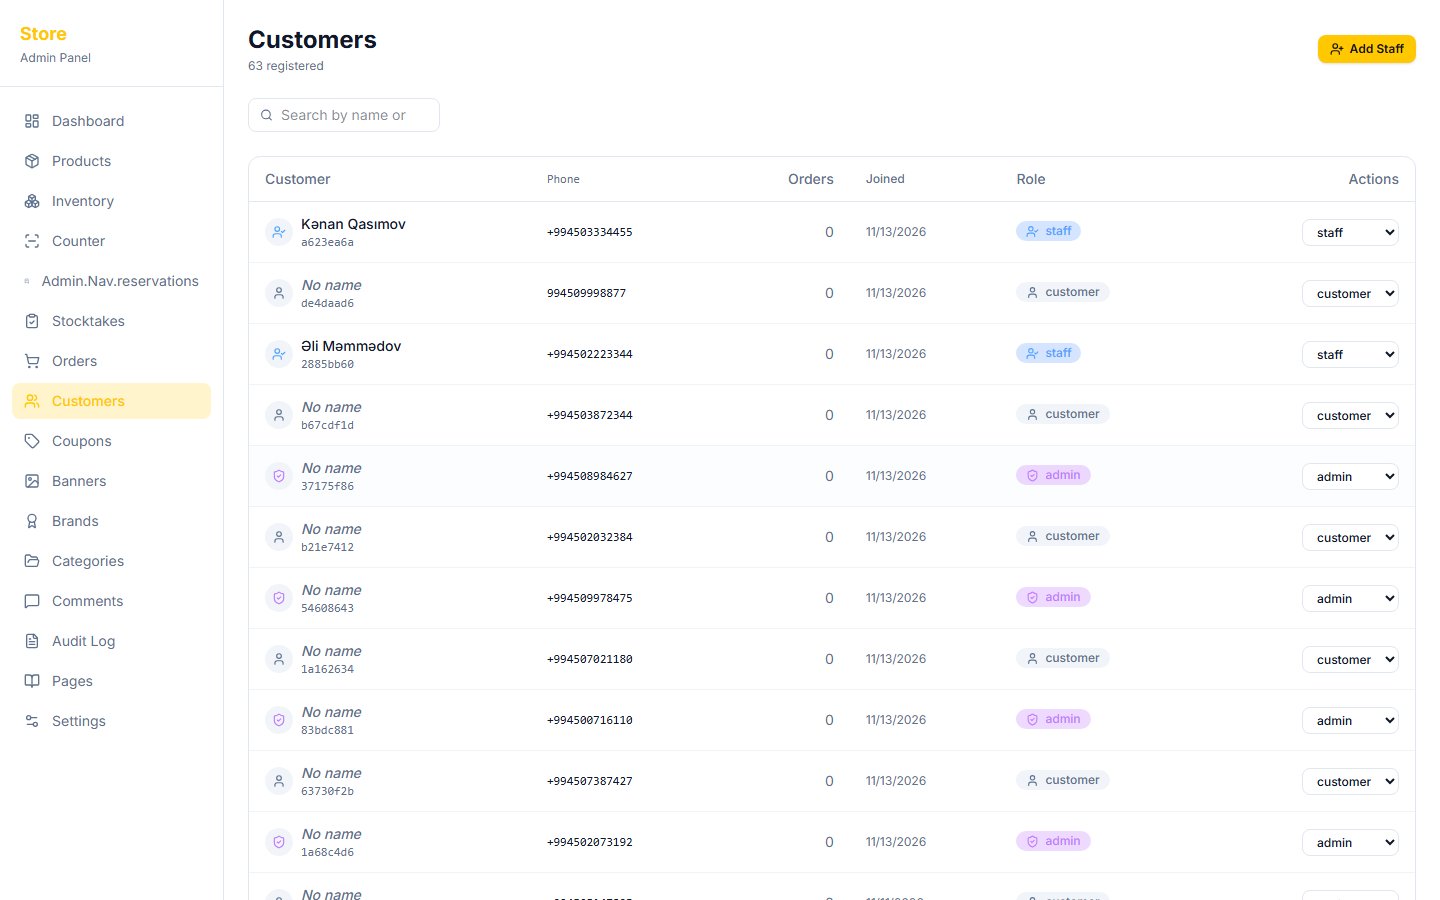 Store
Admin Panel
Dashboard
Products
Inventory
Counter
Admin.Nav.reservations
Stocktakes
Orders
Customers
Coupons
Banners
Brands
Categories
Comments
Audit Log
Pages
Settings
Customers
63 registered
Add Staff
Search by name or
Customer Phone Orders Joined Role Actions
Kənan Qasımov
a623ea6a +994503334455 0 11/13/2026 staff staff
No name
de4daad6 994509998877 0 11/13/2026 customer customer
Əli Məmmədov
2885bb60 +994502223344 0 11/13/2026 staff staff
No name
b67cdf1d +994503872344 0 11/13/2026 customer customer
No name
37175f86 +994508984627 0 11/13/2026 admin admin
No name
b21e7412 +994502032384 0 11/13/2026 customer customer
No name
54608643 +994509978475 0 11/13/2026 admin admin
No name
1a162634 +994507021180 0 11/13/2026 customer customer
No name
83bdc881 +994500716110 0 11/13/2026 admin admin
No name
63730f2b +994507387427 0 11/13/2026 customer customer
No name
1a68c4d6 +994502073192 0 11/13/2026 admin admin
No name